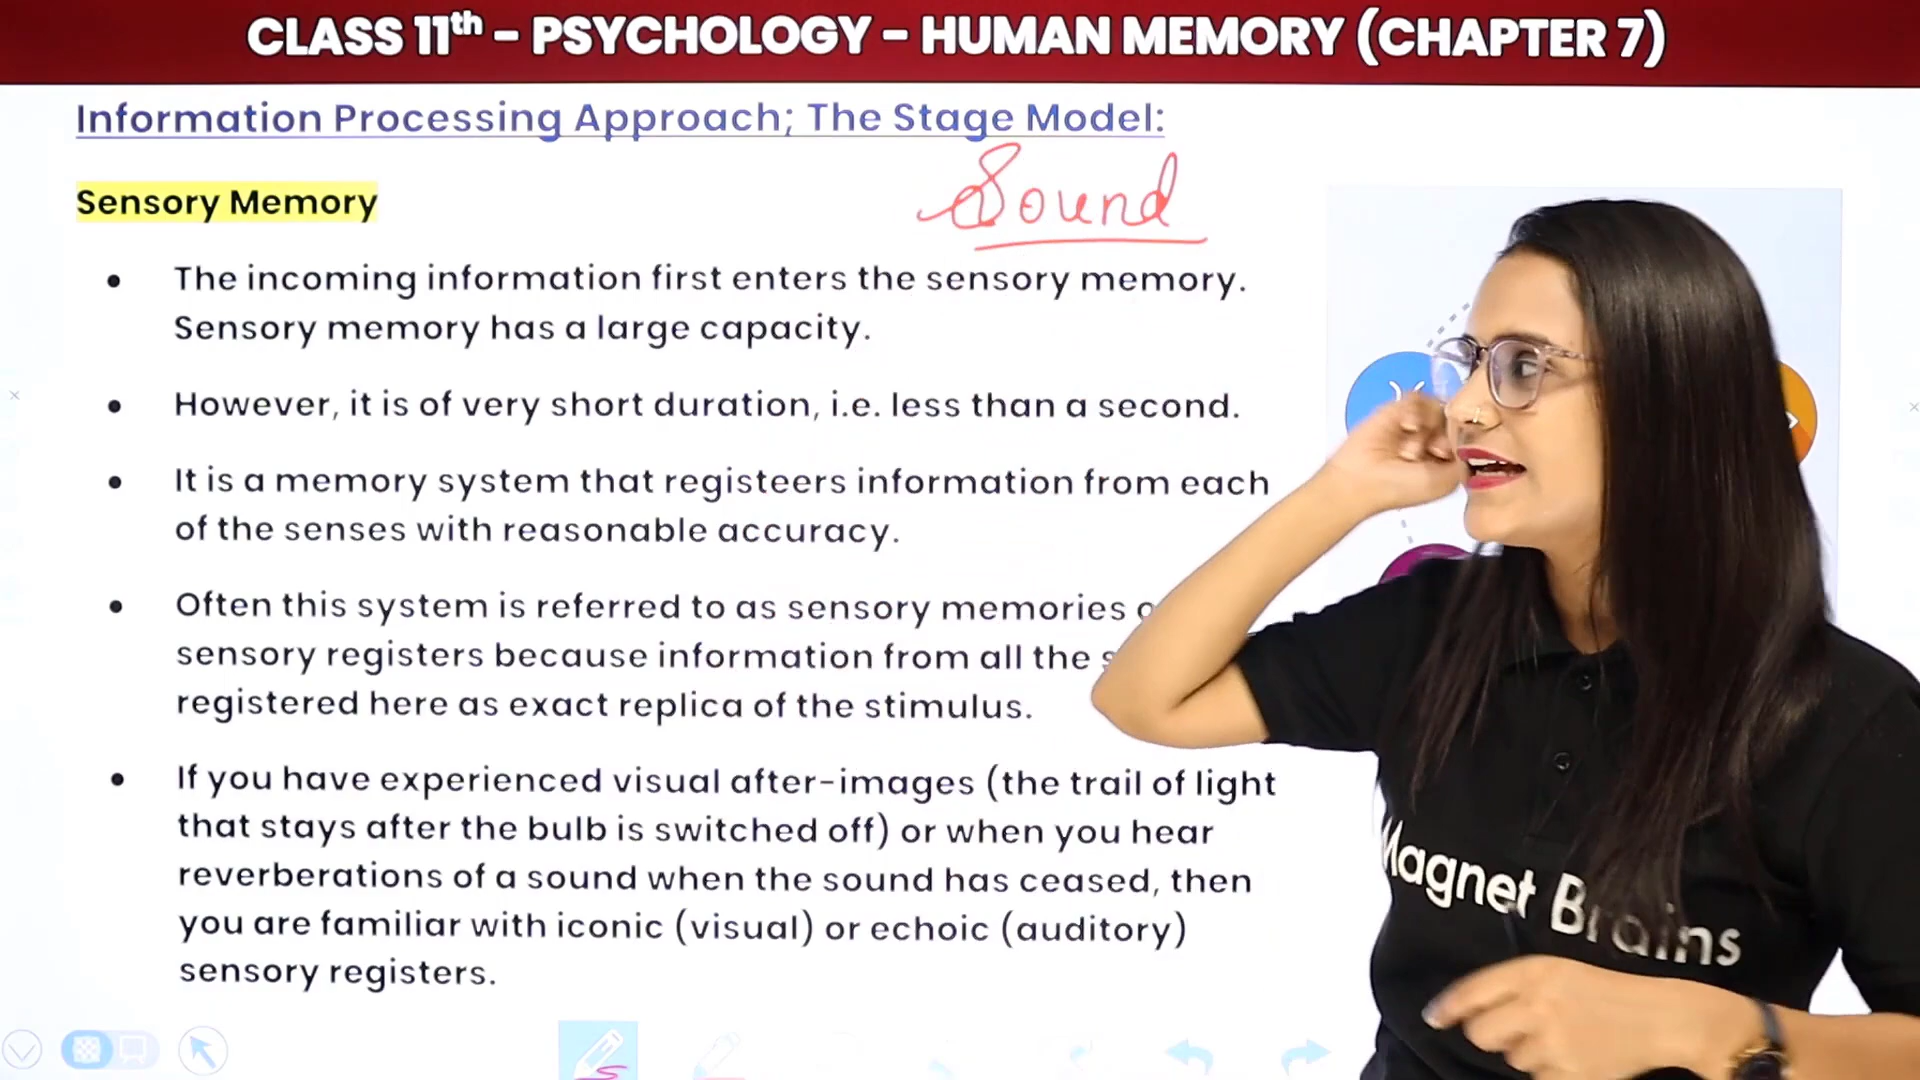 CLASS 11th - PSYCHOLOGY - HUMAN MEMORY (CHAPTER 7)
Information Processing Approach; The Stage Model:
Sound
Sensory Memory
• The incoming information first enters the sensory memory.
Sensory memory has a large capacity.
• However, it is of very short duration, i.e. less than a second.
• It is a memory system that registeers information from each
of the senses with reasonable accuracy.
• Often this system is referred to as sensory memories
sensory registers because information from all the
registered here as exact replica of the stimulus.
• If you have experienced visual after-images (the trail of light
that stays after the bulb is switched off) or when you hear
reverberations of a sound when the sound has ceased, then
you are familiar with iconic (visual) or echoic (auditory)
sensory registers.
Magnet Brains